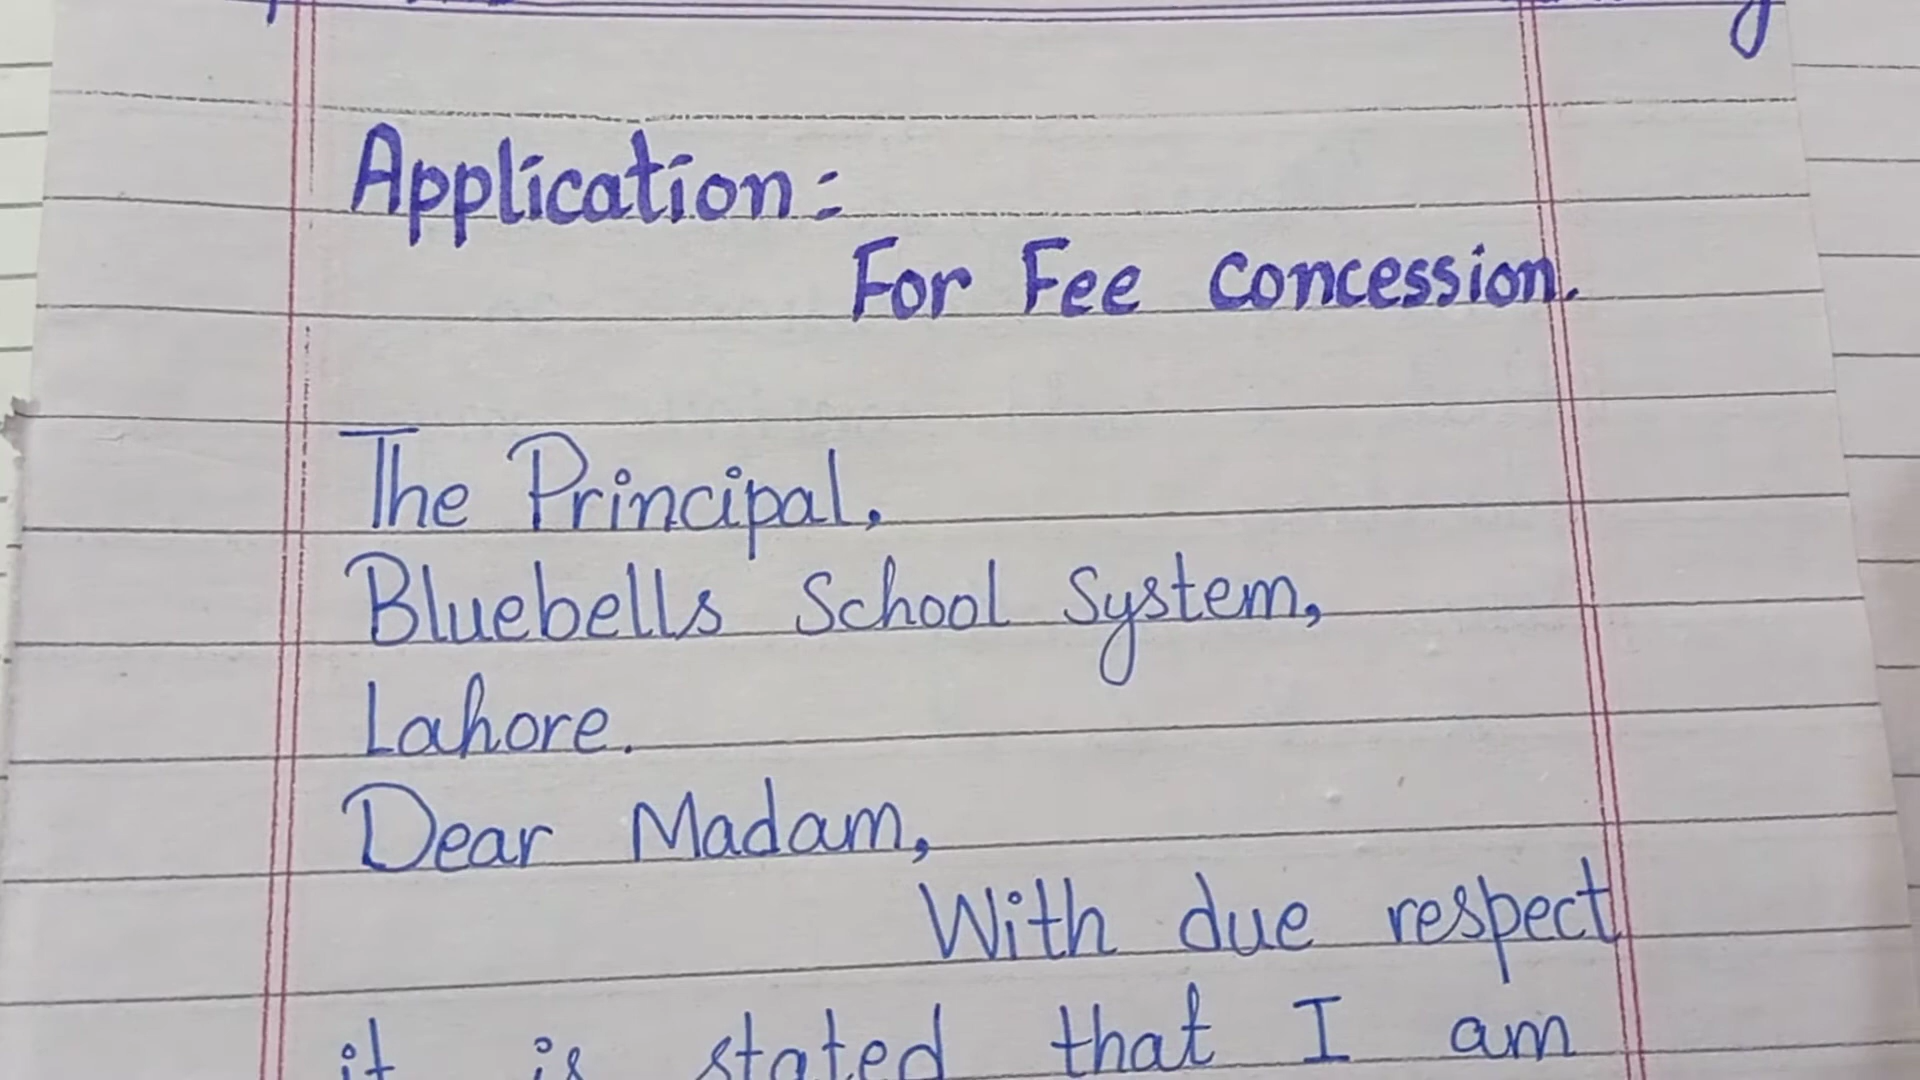 Application:
For Fee Concession.
The Principal,
Bluebells School System,
Lahore.
Dear Madam,
With due respect
it is stated that I am